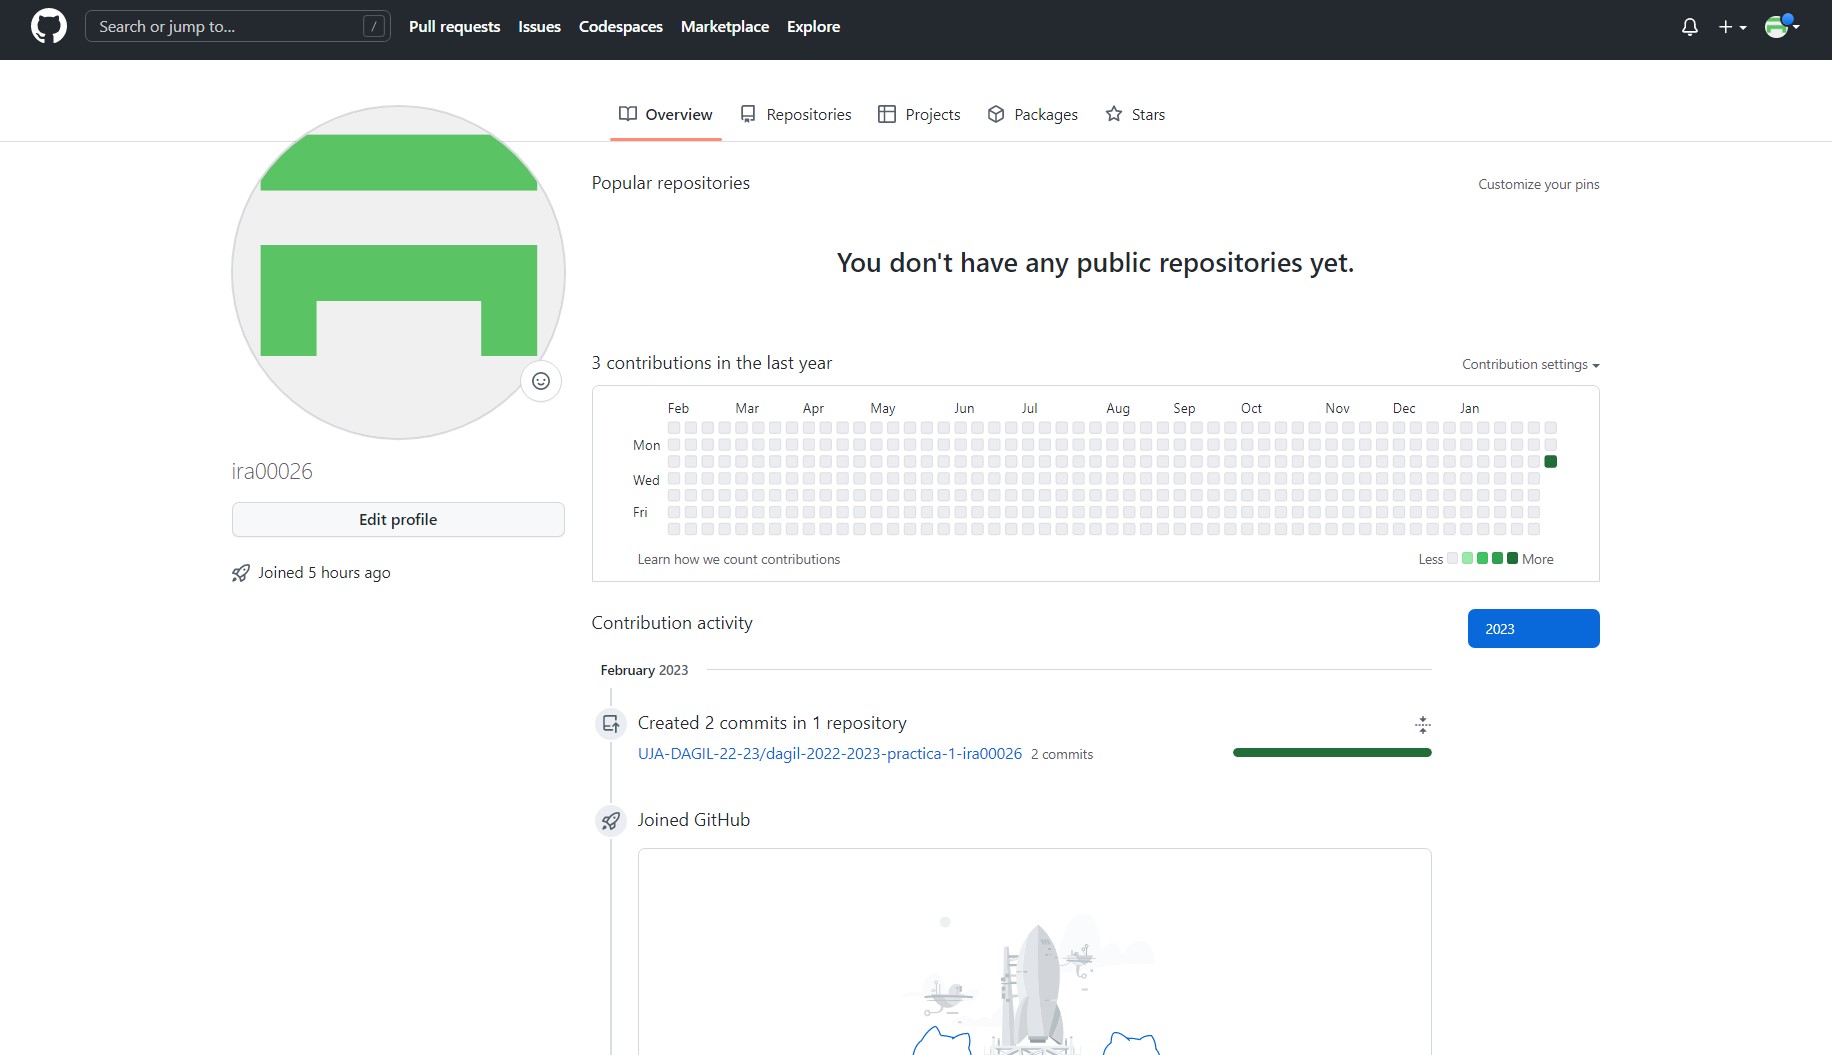 Search or jump to... / Pull requests Issues Codespaces Marketplace Explore
Overview Repositories Projects Packages Stars
Popular repositories Customize your pins
You don't have any public repositories yet.
3 contributions in the last year Contribution settings
Feb Mar Apr May Jun Jul Aug Sep Oct Nov Dec Jan
Mon
Wed
Fri
Learn how we count contributions Less More
ira00026
Edit profile
Joined 5 hours ago
Contribution activity 2023
February 2023
Created 2 commits in 1 repository
UJA-DAGIL-22-23/dagil-2022-2023-practica-1-ira00026 2 commits
Joined GitHub